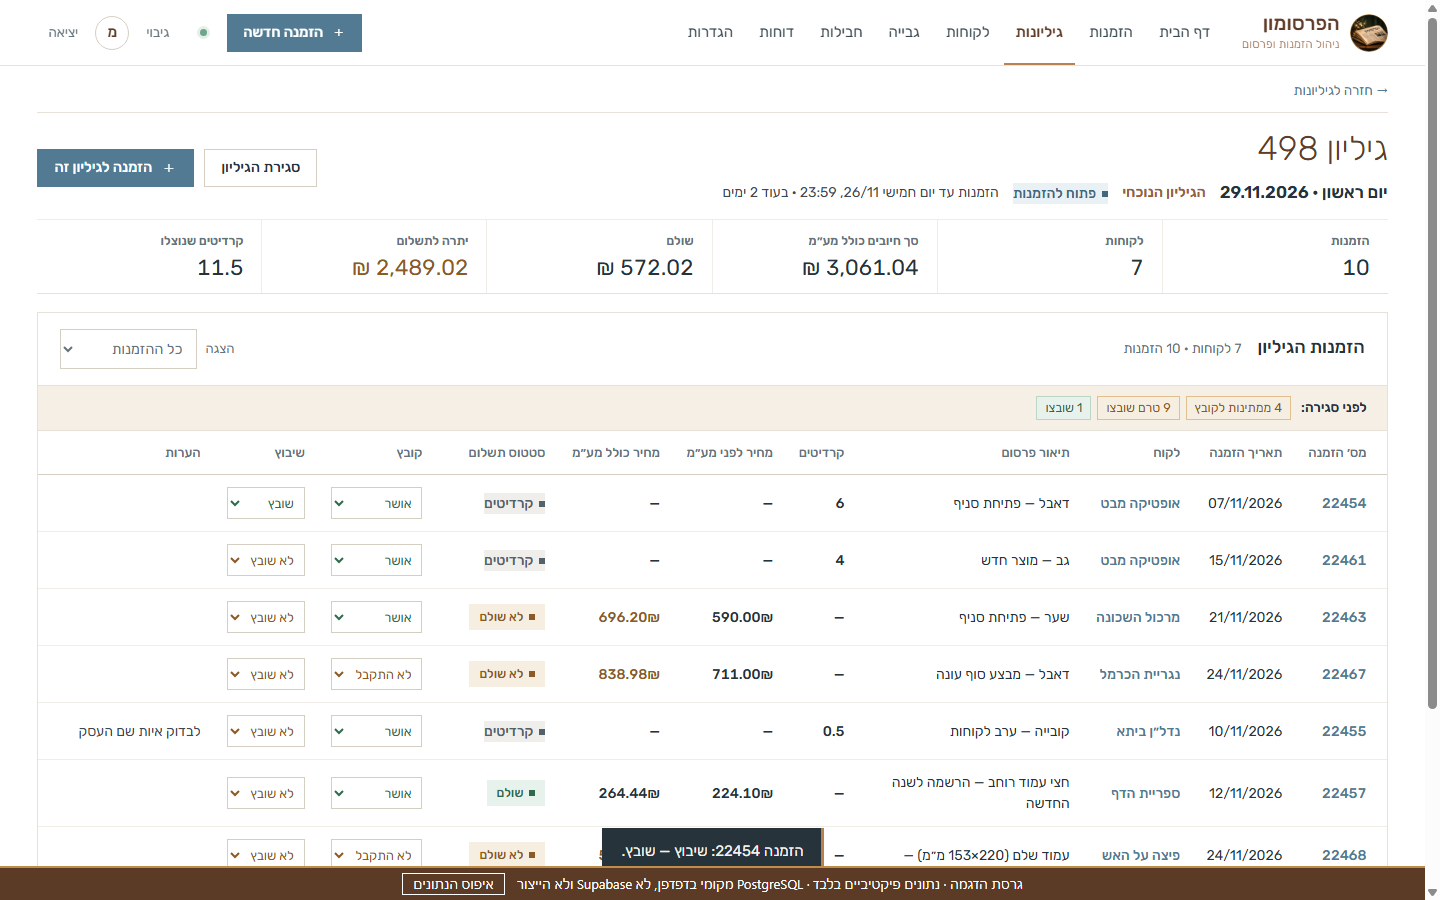 הפרסומון
ניהול הזמנות ופרסום
דף הבית
הזמנות
גיליונות
לקוחות
גבייה
חבילות
דוחות
הגדרות
+ הזמנה חדשה
גיבוי
מ
יציאה
→ חזרה לגיליונות
גיליון 498
יום ראשון • 29.11.2026
הגיליון הנוכחי
פתוח להזמנות
הזמנות עד יום חמישי 26/11, 23:59 • בעוד 2 ימים
סגירת הגיליון
+ הזמנה לגיליון זה
הזמנות
10
לקוחות
7
סך חיובים כולל מע״מ
3,061.04 ₪
שולם
572.02 ₪
יתרה לתשלום
2,489.02 ₪
קרדיטים שנוצלו
11.5
הזמנות הגיליון
7 לקוחות • 10 הזמנות
הצגה
כל ההזמנות
לפני סגירה: 4 ממתינות לקובץ 9 טרם שובצו 1 שובצו
מס׳ הזמנה תאריך הזמנה לקוח תיאור פרסום קרדיטים מחיר לפני מע״מ מחיר כולל מע״מ סטטוס תשלום קובץ שיבוץ הערות
22454 07/11/2026 אופטיקה מבט דאבל – פתיחת סניף 6 – – קרדיטים אושר שובץ
22461 15/11/2026 אופטיקה מבט גב – מוצר חדש 4 – – קרדיטים אושר לא שובץ
22463 21/11/2026 מרכול השכונה שער – פתיחת סניף – 590.00₪ 696.20₪ לא שולם אושר לא שובץ
22467 24/11/2026 נגריית הכרמל דאבל – מבצע סוף עונה – 711.00₪ 838.98₪ לא שולם לא התקבל לא שובץ
22455 10/11/2026 נדל״ן ביתא קובייה – ערב לקוחות 0.5 – – קרדיטים אושר לא שובץ לבדוק איות שם העסק
22457 12/11/2026 ספריית הדף חצי עמוד רוחב – הרשמה לשנה
החדשה – 224.10₪ 264.44₪ שולם אושר לא שובץ
22468 24/11/2026 פיצה על האש עמוד שלם (220×153 מ״מ) – – לא שולם לא התקבל לא שובץ
הזמנה 22454: שיבוץ – שובץ.
גרסת הדגמה · נתונים פיקטיביים בלבד · PostgreSQL מקומי בדפדפן, לא Supabase ולא הייצור
איפוס הנתונים